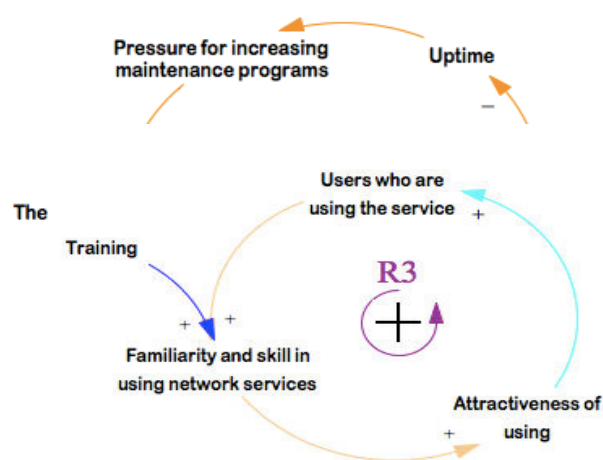 Pressure for increasing
maintenance programs
Uptime
–
Users who are
using the service
+
The
Training
R3
+
+ +
Familiarity and skill in
using network services
Attractiveness of
using
+